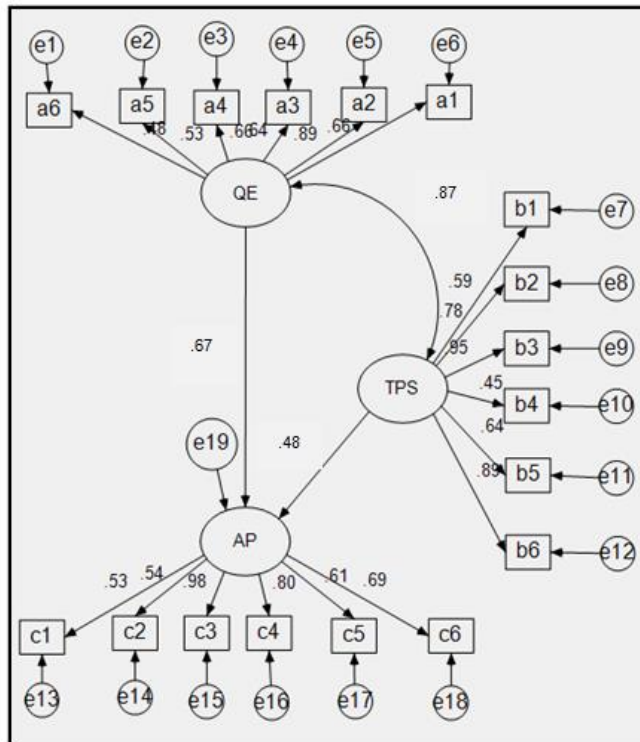 e1 e2 e3 e4 e5 e6
a6 a5 a4 a3 a2 a1
.48 .53 .66 .64 .89 .66
QE
.87
b1 e7
.59
b2 e8
.78
.95 b3 e9
TPS
.45 b4 e10
.64
b5 e11
.89
b6 e12
.67
e19
.48
AP
.53 .54 .98 .80 .61 .69
c1 c2 c3 c4 c5 c6
e13 e14 e15 e16 e17 e18